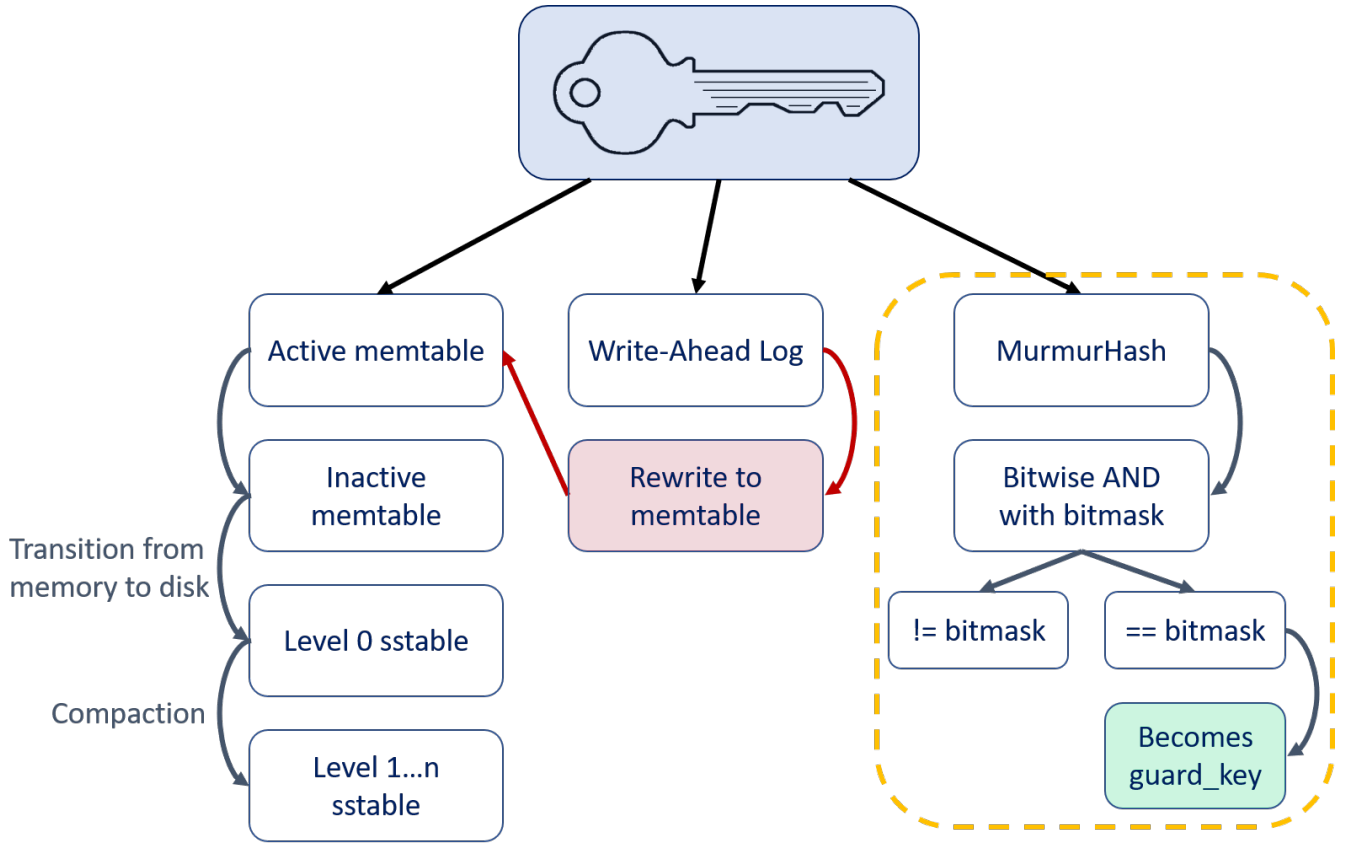 Active memtable
Write-Ahead Log
MurmurHash
Inactive
memtable
Rewrite to
memtable
Bitwise AND
with bitmask
Transition from
memory to disk
Level 0 sstable
!= bitmask
== bitmask
Compaction
Level 1...n
sstable
Becomes
guard_key